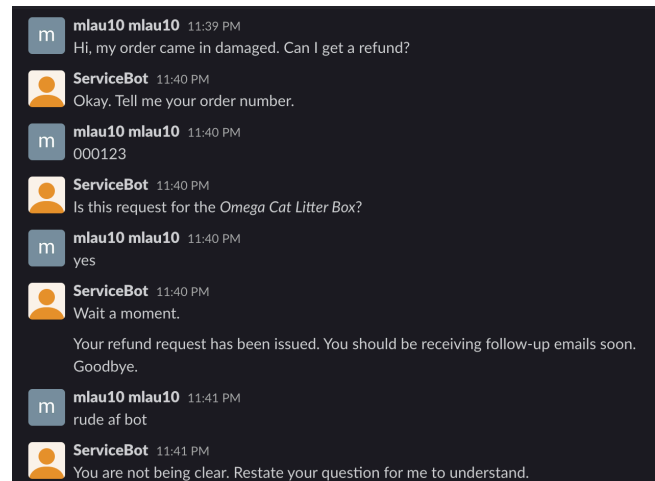 m
mlau10 mlau10 11:39 PM
Hi, my order came in damaged. Can I get a refund?
ServiceBot 11:40 PM
Okay. Tell me your order number.
m
mlau10 mlau10 11:40 PM
000123
ServiceBot 11:40 PM
Is this request for the Omega Cat Litter Box?
m
mlau10 mlau10 11:40 PM
yes
ServiceBot 11:40 PM
Wait a moment.
Your refund request has been issued. You should be receiving follow-up emails soon.
Goodbye.
m
mlau10 mlau10 11:41 PM
rude af bot
ServiceBot 11:41 PM
You are not being clear. Restate your question for me to understand.